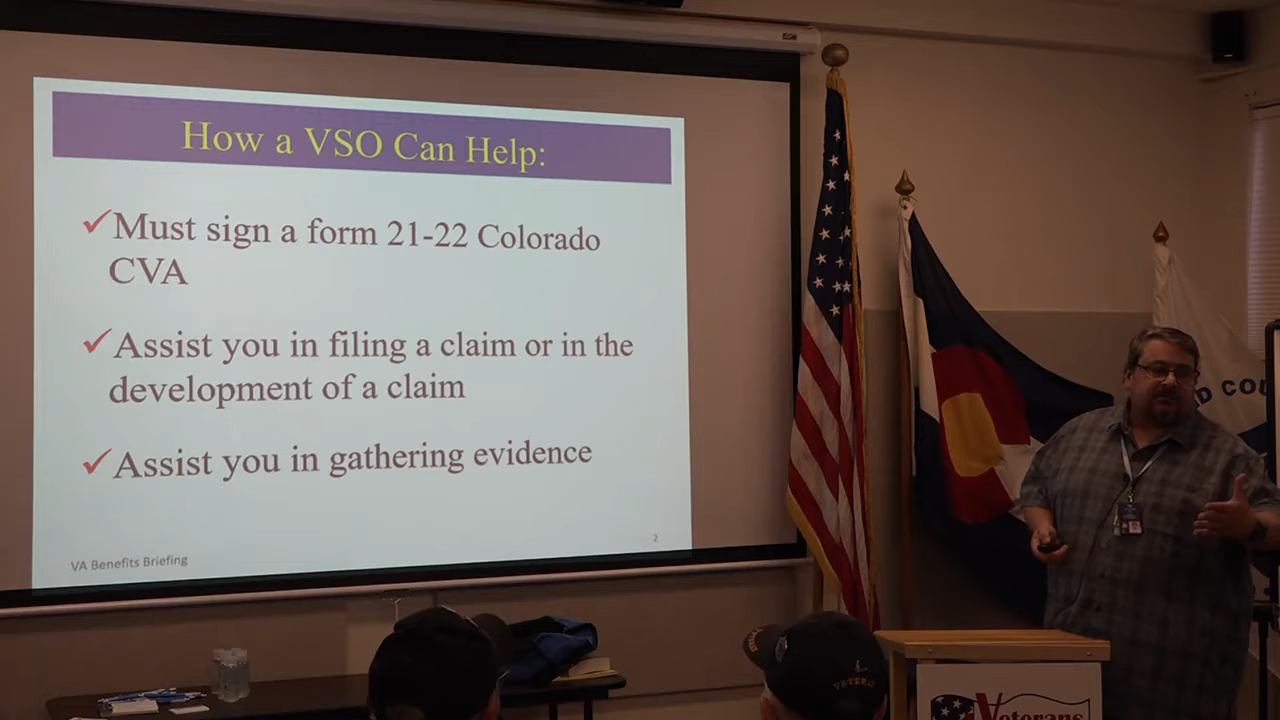 How a VSO Can Help:
✓Must sign a form 21-22 Colorado
CVA
✓Assist you in filing a claim or in the
development of a claim
✓Assist you in gathering evidence
VA Benefits Briefing
2
VETERAN
Veterans